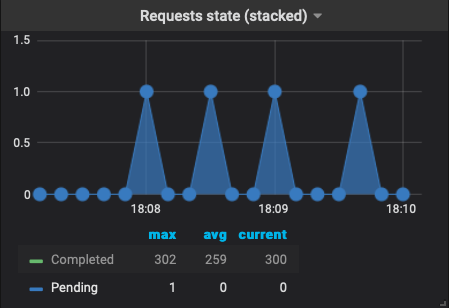 Requests state (stacked)
1.5
1.0
0.5
0
18:08 18:09 18:10
max avg current
Completed 302 259 300
Pending 1 0 0